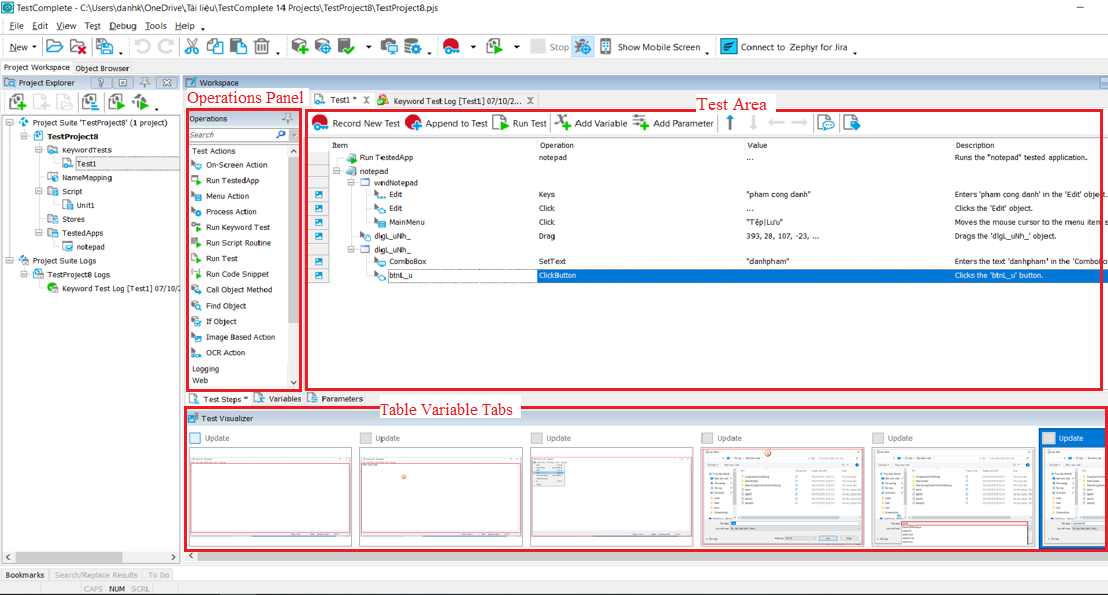 TestComplete - C:\Users\danhk\OneDrive\Tài liệu\TestComplete 14 Projects\TestProject8\TestProject8.pjs
File Edit View Test Debug Tools Help
New Stop Show Mobile Screen Connect to Zephyr for Jira
Project Workspace Object Browser
Project Explorer
Project Suite 'TestProject8' (1 project)
TestProject8
KeywordTests
Test1
NameMapping
Script
Unit1
Stores
TestedApps
notepad
Project Suite Logs
TestProject8 Logs
Keyword Test Log [Test1] 07/10/2
Workspace
Operations Panel
Test1 * Keyword Test Log [Test1] 07/10/2...
Test Area
Operations
Search
Test Actions
On-Screen Action
Run TestedApp
Menu Action
Process Action
Run Keyword Test
Run Script Routine
Run Test
Run Code Snippet
Call Object Method
Find Object
If Object
Image Based Action
OCR Action
Logging
Web
Record New Test Append to Test Run Test Add Variable Add Parameter
Item Operation Value Description
Run TestedApp notepad ... Runs the "notepad" tested application.
notepad
wndNotepad
Edit Keys "pham cong danh" Enters 'pham cong danh' in the 'Edit' object.
Edit Click ... Clicks the 'Edit' object.
MainMenu Click "Tệp|Lưu" Moves the mouse cursor to the menu item s
dlgL_uNh_ Drag 393, 28, 107, -23, ... Drags the 'dlgL_uNh_' object.
dlgL_uNh_
ComboBox SetText "danhpham" Enters the text 'danhpham' in the 'ComboBo
btnL_u ClickButton Clicks the 'btnL_u' button.
Test Steps * Variables Parameters
Table Variable Tabs
Test Visualizer
Update Update Update Update Update Update
Bookmarks Search/Replace Results To Do
CAPS NUM SCRL